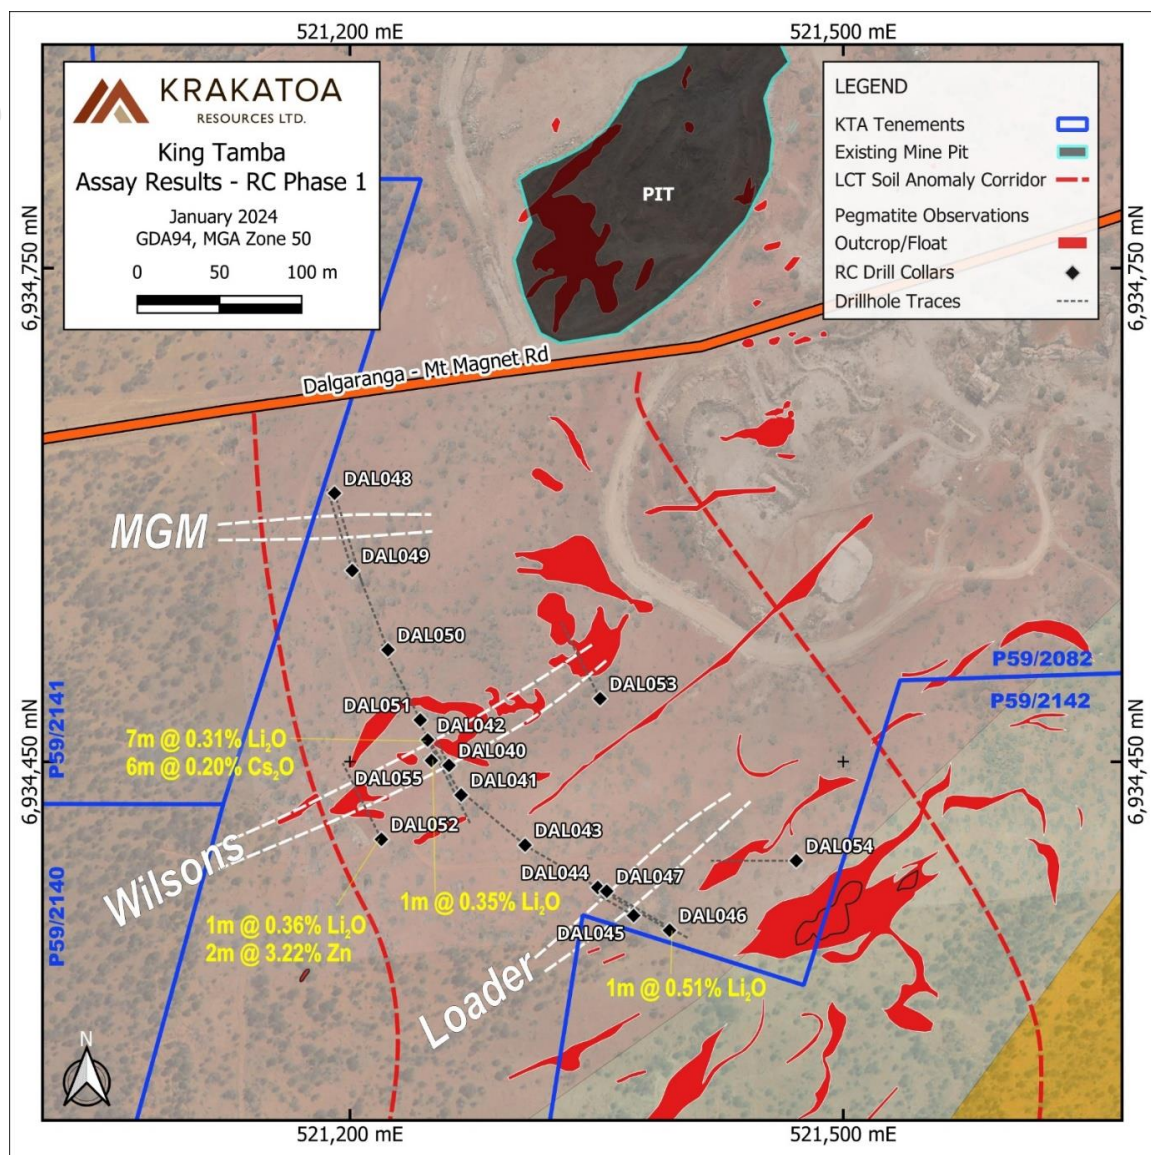 521,200 mE
521,500 mE
KRAKATOA
RESOURCES LTD.
King Tamba
Assay Results - RC Phase 1
January 2024
GDA94, MGA Zone 50
0 50 100 m
LEGEND
KTA Tenements
Existing Mine Pit
LCT Soil Anomaly Corridor
Pegmatite Observations
Outcrop/Float
RC Drill Collars
Drillhole Traces
PIT
6,934,750 mN
6,934,750 mN
Dalgaranga - Mt Magnet Rd
DAL048
MGM
DAL049
DAL050
P59/2082
P59/2142
P59/2141
DAL053
DAL051
DAL042
7m @ 0.31% Li₂O
6m @ 0.20% Cs₂O
DAL040
DAL055
DAL041
6,934,450 mN
6,934,450 mN
DAL052
DAL043
DAL054
Wilsons
DAL044
DAL047
1m @ 0.35% Li₂O
P59/2140
1m @ 0.36% Li₂O
2m @ 3.22% Zn
DAL045
DAL046
Loader
1m @ 0.51% Li₂O
N
521,200 mE
521,500 mE